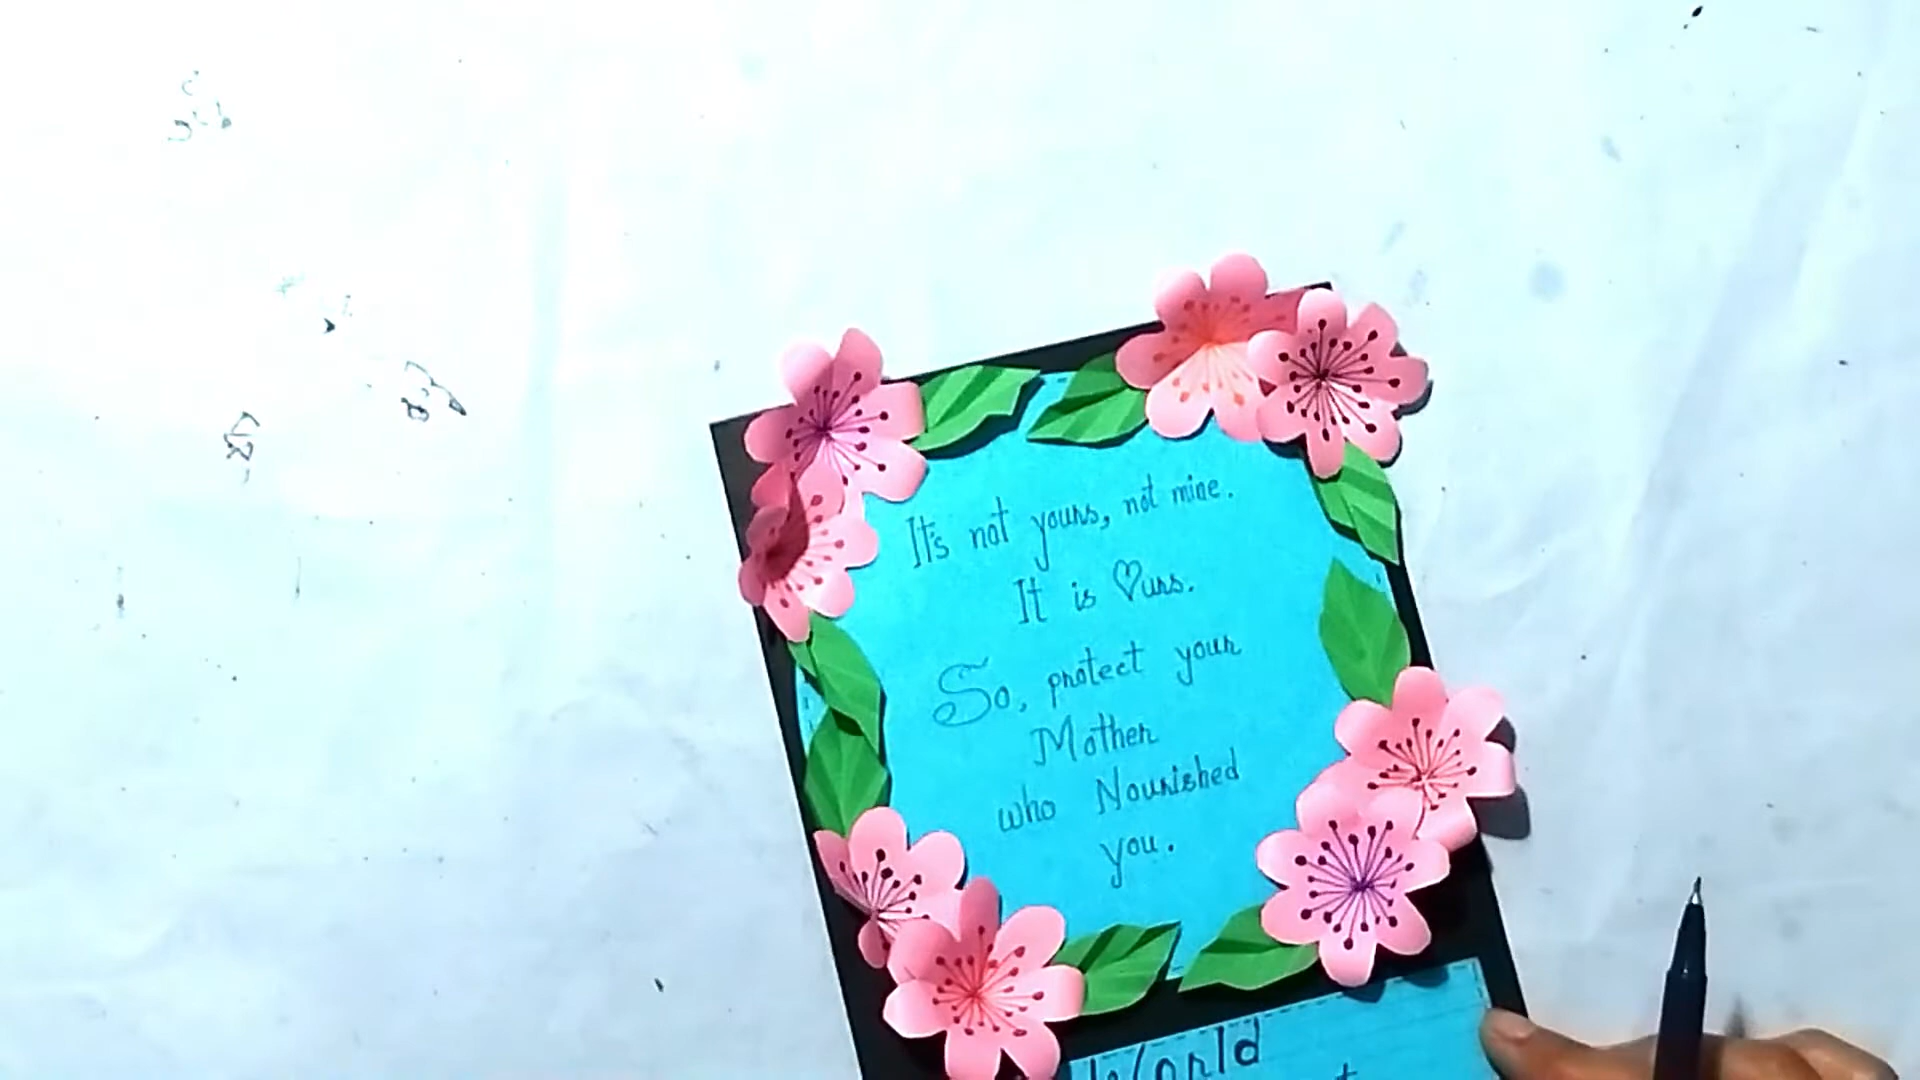 It's not yours, not mine.
It is ♡urs.
So, protect your
Mother
who Nourished
you.
World